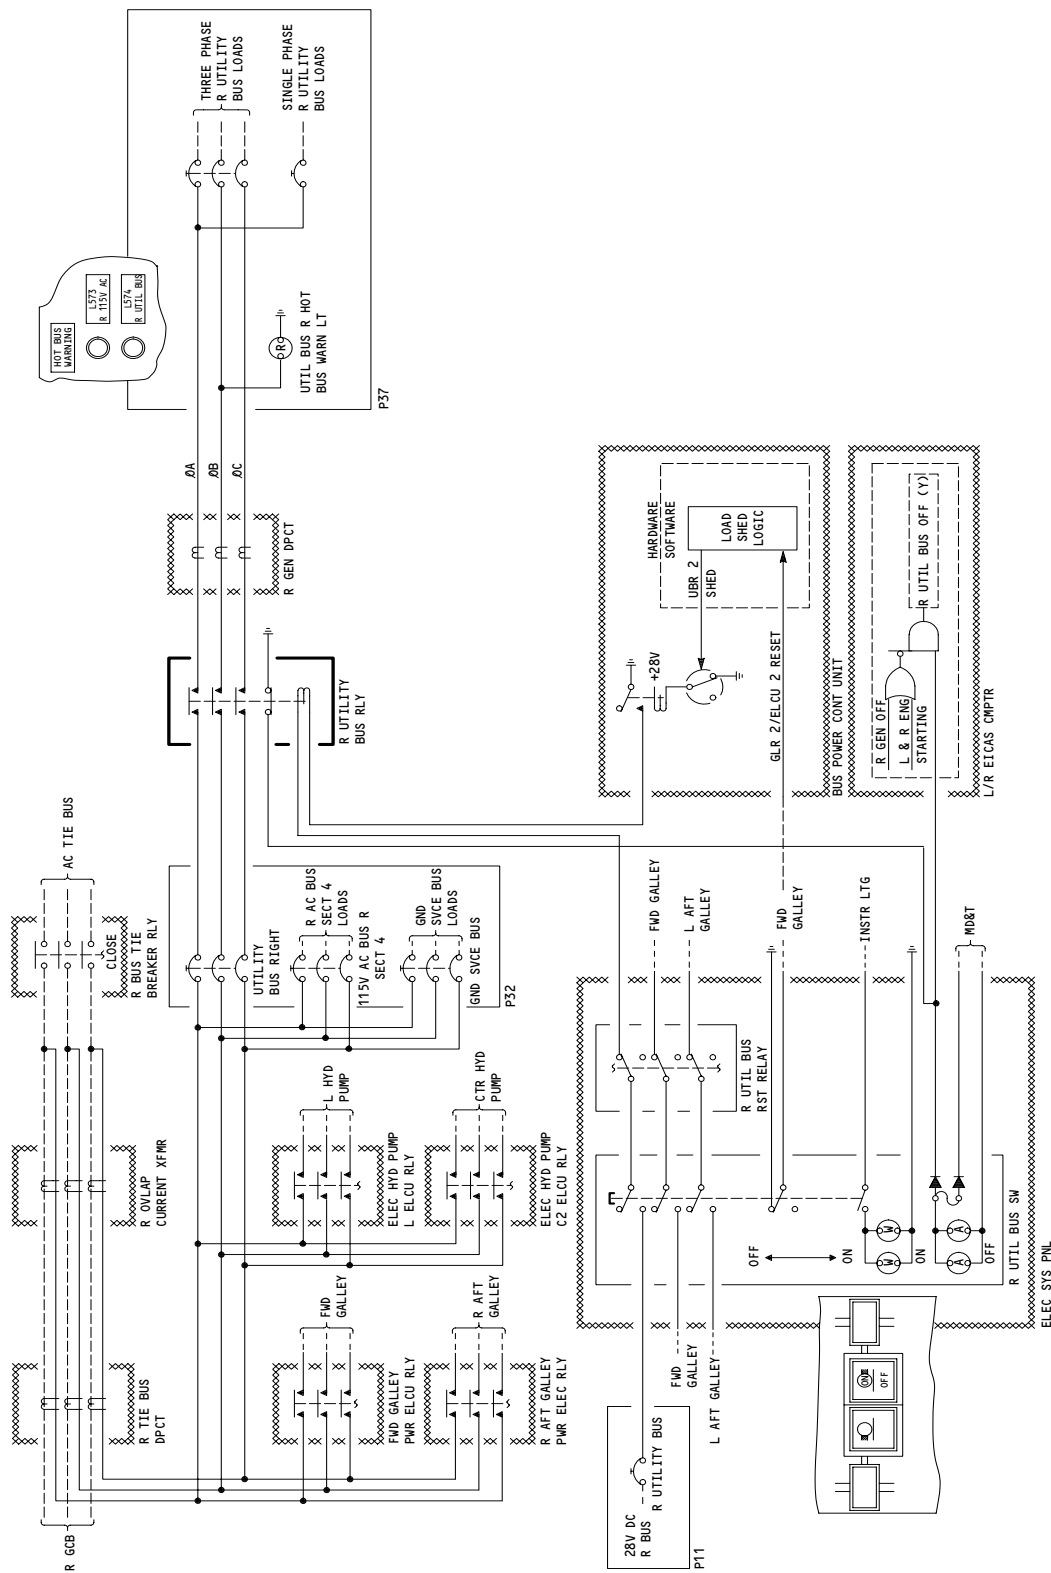 R GCB
R TIE BUS
DPCT
R OVLAP
CURRENT XFMR
CLOSE
R BUS TIE
BREAKER RLY
AC TIE BUS
FWD
GALLEY
FWD GALLEY
PWR ELCU RLY
R AFT
GALLEY
R AFT GALLEY
PWR ELEC RLY
L HYD
PUMP
ELEC HYD PUMP
L ELCU RLY
CTR HYD
PUMP
ELEC HYD PUMP
C2 ELCU RLY
UTILITY
BUS RIGHT
R AC BUS
SECT 4
LOADS
115V AC BUS R
SECT 4
GND
SVCE BUS
LOADS
GND SVCE BUS
P32
R UTILITY
BUS RLY
R GEN DPCT
ØA
ØB
ØC
HOT BUS
WARNING
L573
R 115V AC
L574
R UTIL BUS
R
UTIL BUS R HOT
BUS WARN LT
THREE PHASE
R UTILITY
BUS LOADS
SINGLE PHASE
R UTILITY
BUS LOADS
P37
28V DC
R BUS
R UTILITY BUS
P11
FWD
GALLEY
L AFT GALLEY
OFF
ON
W
W
ON
A
A
OFF
R UTIL BUS SW
R UTIL BUS
RST RELAY
ELEC SYS PNL
FWD GALLEY
L AFT
GALLEY
FWD
GALLEY
INSTR LTG
MD&T
GLR 2/ELCU 2 RESET
+28V
UBR 2
SHED
HARDWARE
SOFTWARE
LOAD
SHED
LOGIC
BUS POWER CONT UNIT
R GEN OFF
L & R ENG
STARTING
R UTIL BUS OFF (Y)
L/R EICAS CMPTR
ON
OFF